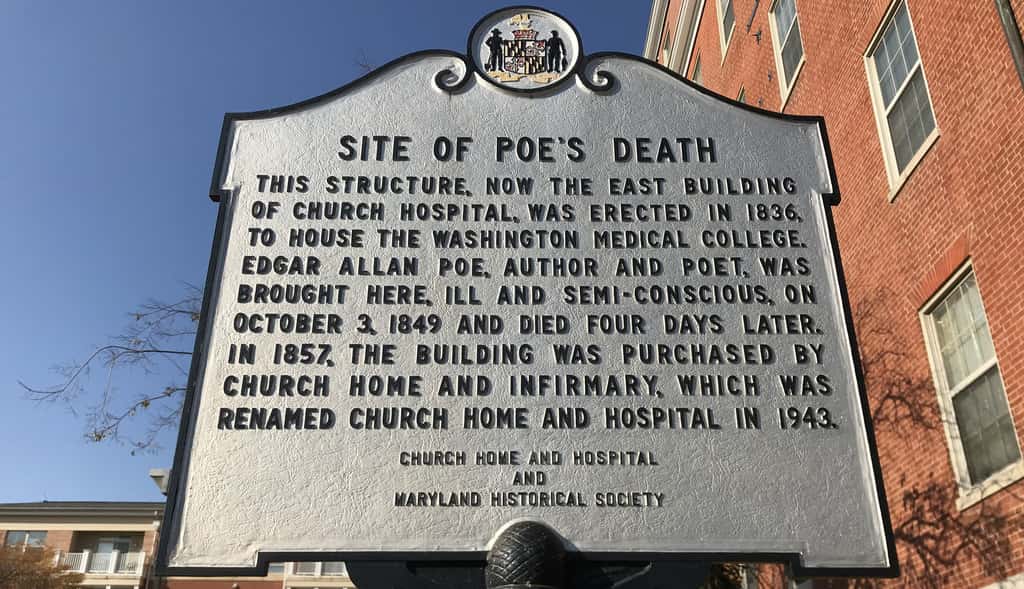 SITE OF POE'S DEATH
THIS STRUCTURE, NOW THE EAST BUILDING
OF CHURCH HOSPITAL, WAS ERECTED IN 1836,
TO HOUSE THE WASHINGTON MEDICAL COLLEGE.
EDGAR ALLAN POE, AUTHOR AND POET, WAS
BROUGHT HERE, ILL AND SEMI-CONSCIOUS, ON
OCTOBER 3, 1849 AND DIED FOUR DAYS LATER.
IN 1857, THE BUILDING WAS PURCHASED BY
CHURCH HOME AND INFIRMARY, WHICH WAS
RENAMED CHURCH HOME AND HOSPITAL IN 1943.
CHURCH HOME AND HOSPITAL
AND
MARYLAND HISTORICAL SOCIETY